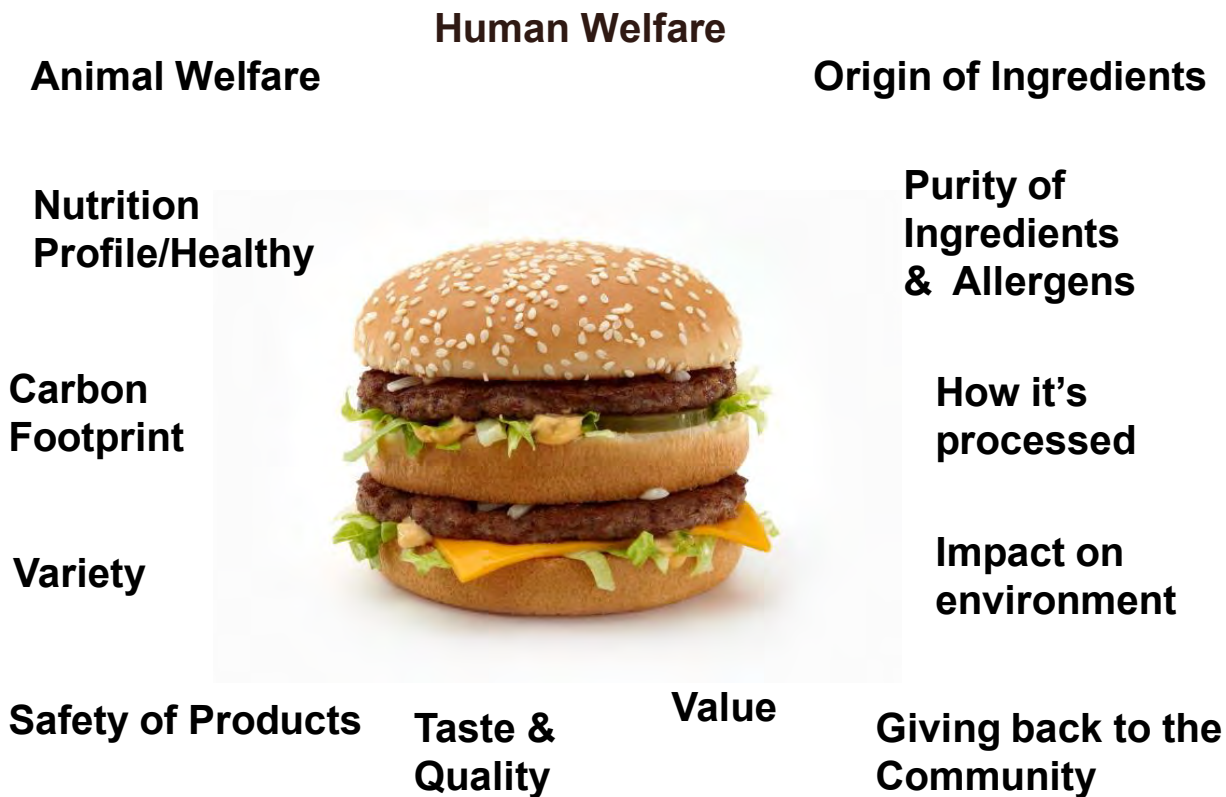 Human Welfare
Animal Welfare
Origin of Ingredients
Nutrition
Profile/Healthy
Purity of
Ingredients
& Allergens
Carbon
Footprint
How it's
processed
Variety
Impact on
environment
Safety of Products
Taste &
Quality
Value
Giving back to the
Community